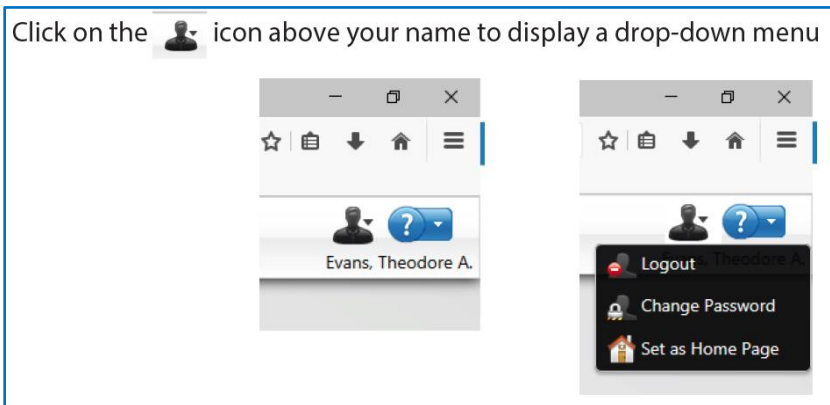 Click on the icon above your name to display a drop-down menu
?
Evans, Theodore A.
?
Logout
Change Password
Set as Home Page